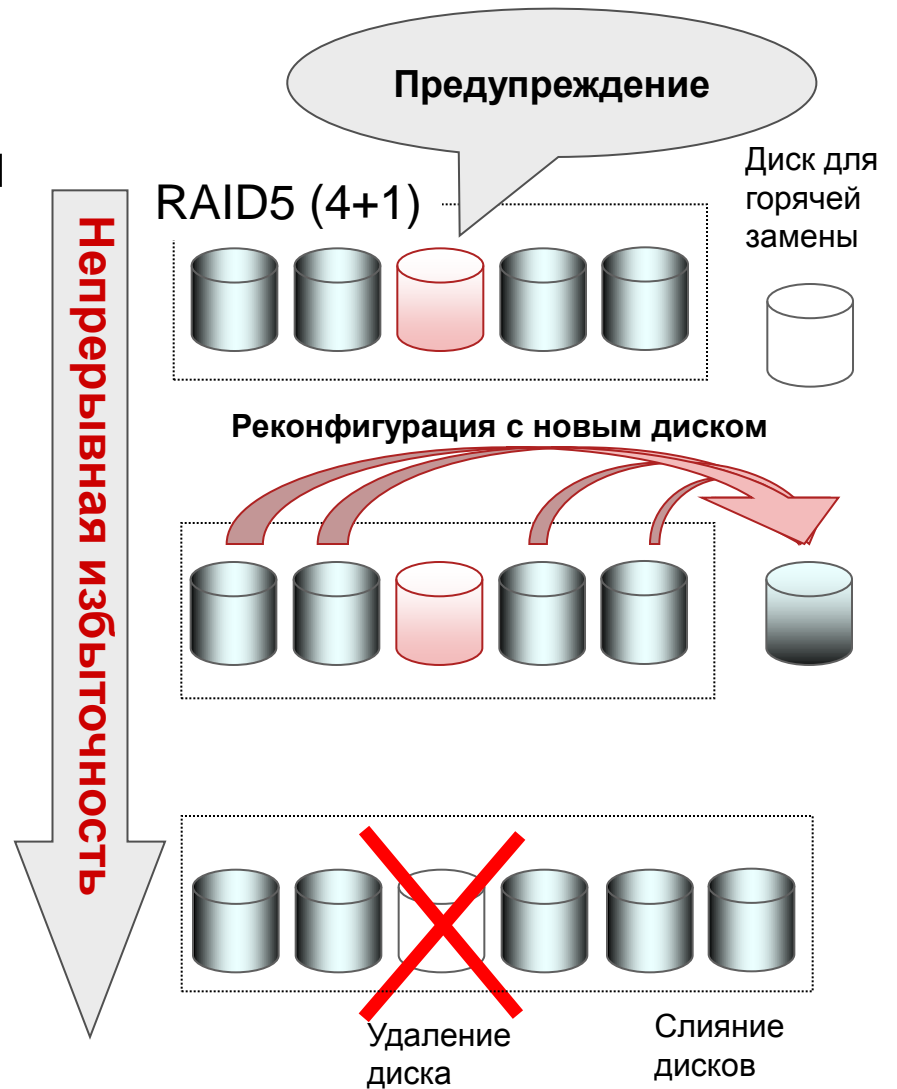 Предупреждение
Диск для
горячей
замены
RAID5 (4+1)
Непрерывная избыточность
Реконфигурация с новым диском
Удаление
диска
Слияние
дисков